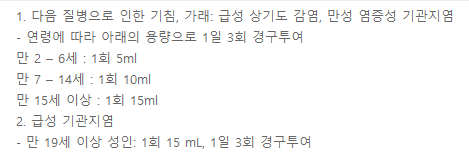 1. 다음 질병으로 인한 기침, 가래: 급성 상기도 감염, 만성 염증성 기관지염
- 연령에 따라 아래의 용량으로 1일 3회 경구투여
만 2 – 6세 : 1회 5ml
만 7 – 14세 : 1회 10ml
만 15세 이상 : 1회 15ml
2. 급성 기관지염
- 만 19세 이상 성인: 1회 15 mL, 1일 3회 경구투여